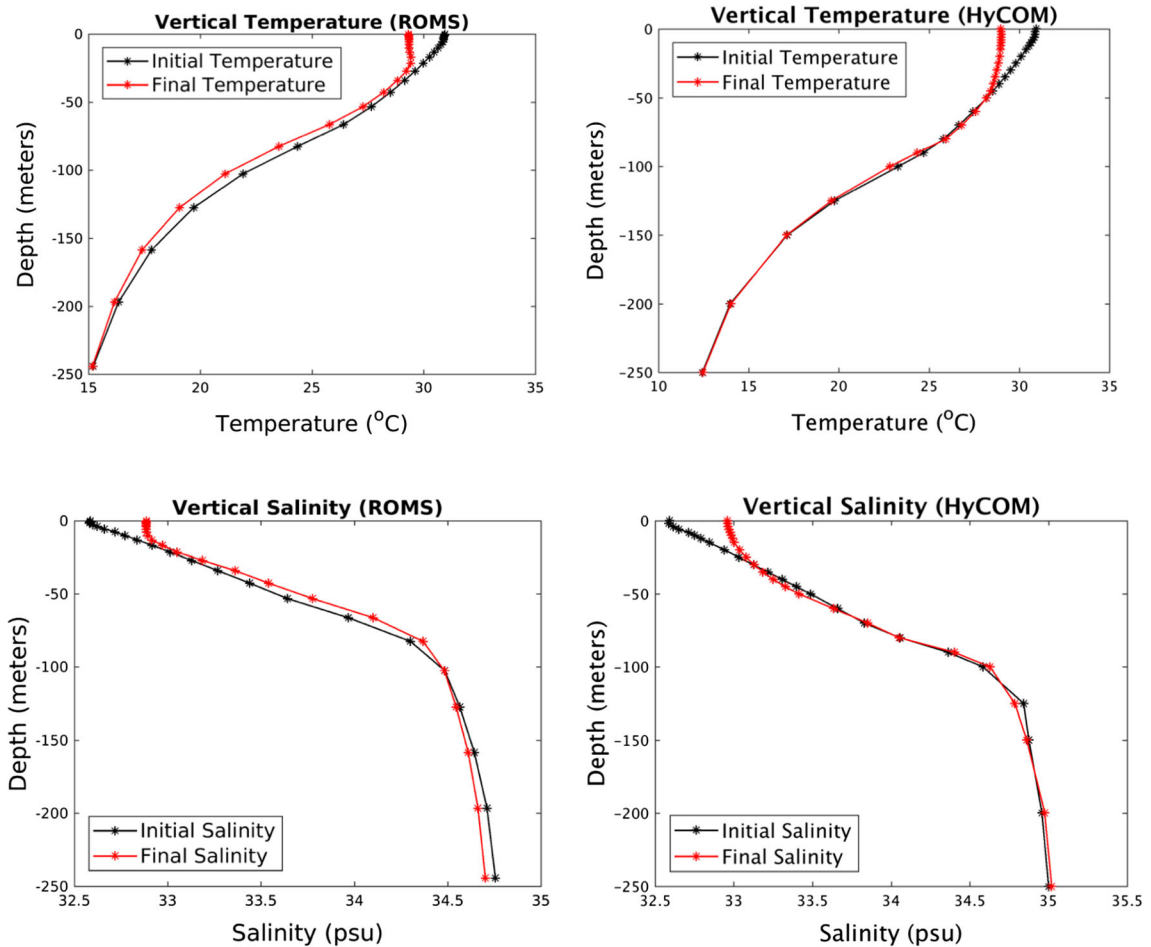 Vertical Temperature (ROMS)
Initial Temperature
Final Temperature
0
-50
-100
-150
-200
-250
15
20
25
30
35
Depth (meters)
Temperature (°C)
Vertical Temperature (HyCOM)
Initial Temperature
Final Temperature
0
−50
−100
−150
−200
−250
10
15
20
25
30
35
Depth (meters)
Temperature (°C)
Vertical Salinity (ROMS)
0
-50
-100
-150
-200
-250
Initial Salinity
Final Salinity
32.5
33
33.5
34
34.5
35
Depth (meters)
Salinity (psu)
Vertical Salinity (HyCOM)
0
−50
−100
−150
−200
−250
Initial Salinity
Final Salinity
32.5
33
33.5
34
34.5
35
35.5
Depth (meters)
Salinity (psu)